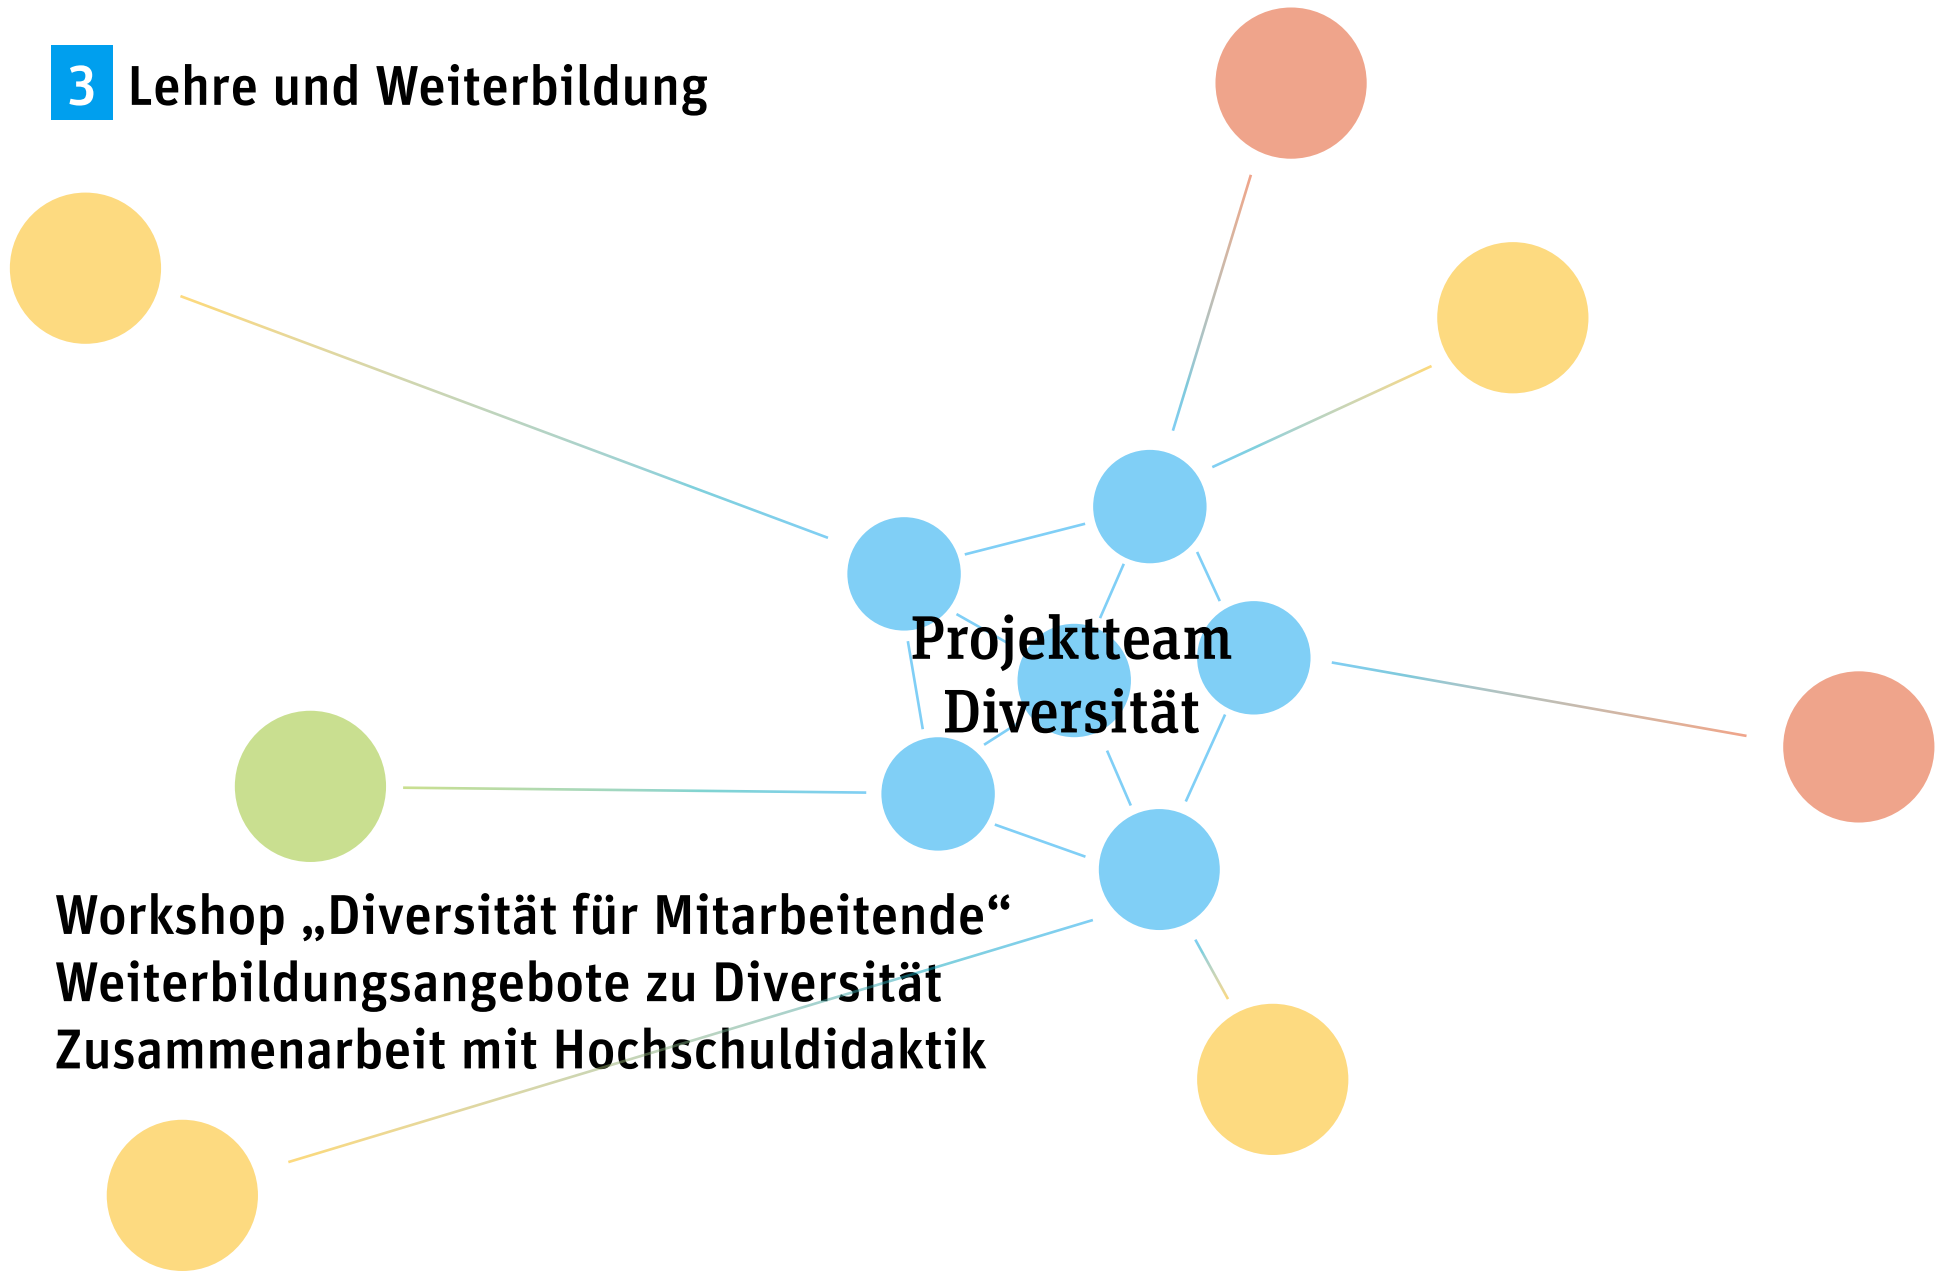 3 Lehre und Weiterbildung
Projektteam
Diversität
Workshop „Diversität für Mitarbeitende“
Weiterbildungsangebote zu Diversität
Zusammenarbeit mit Hochschuldidaktik